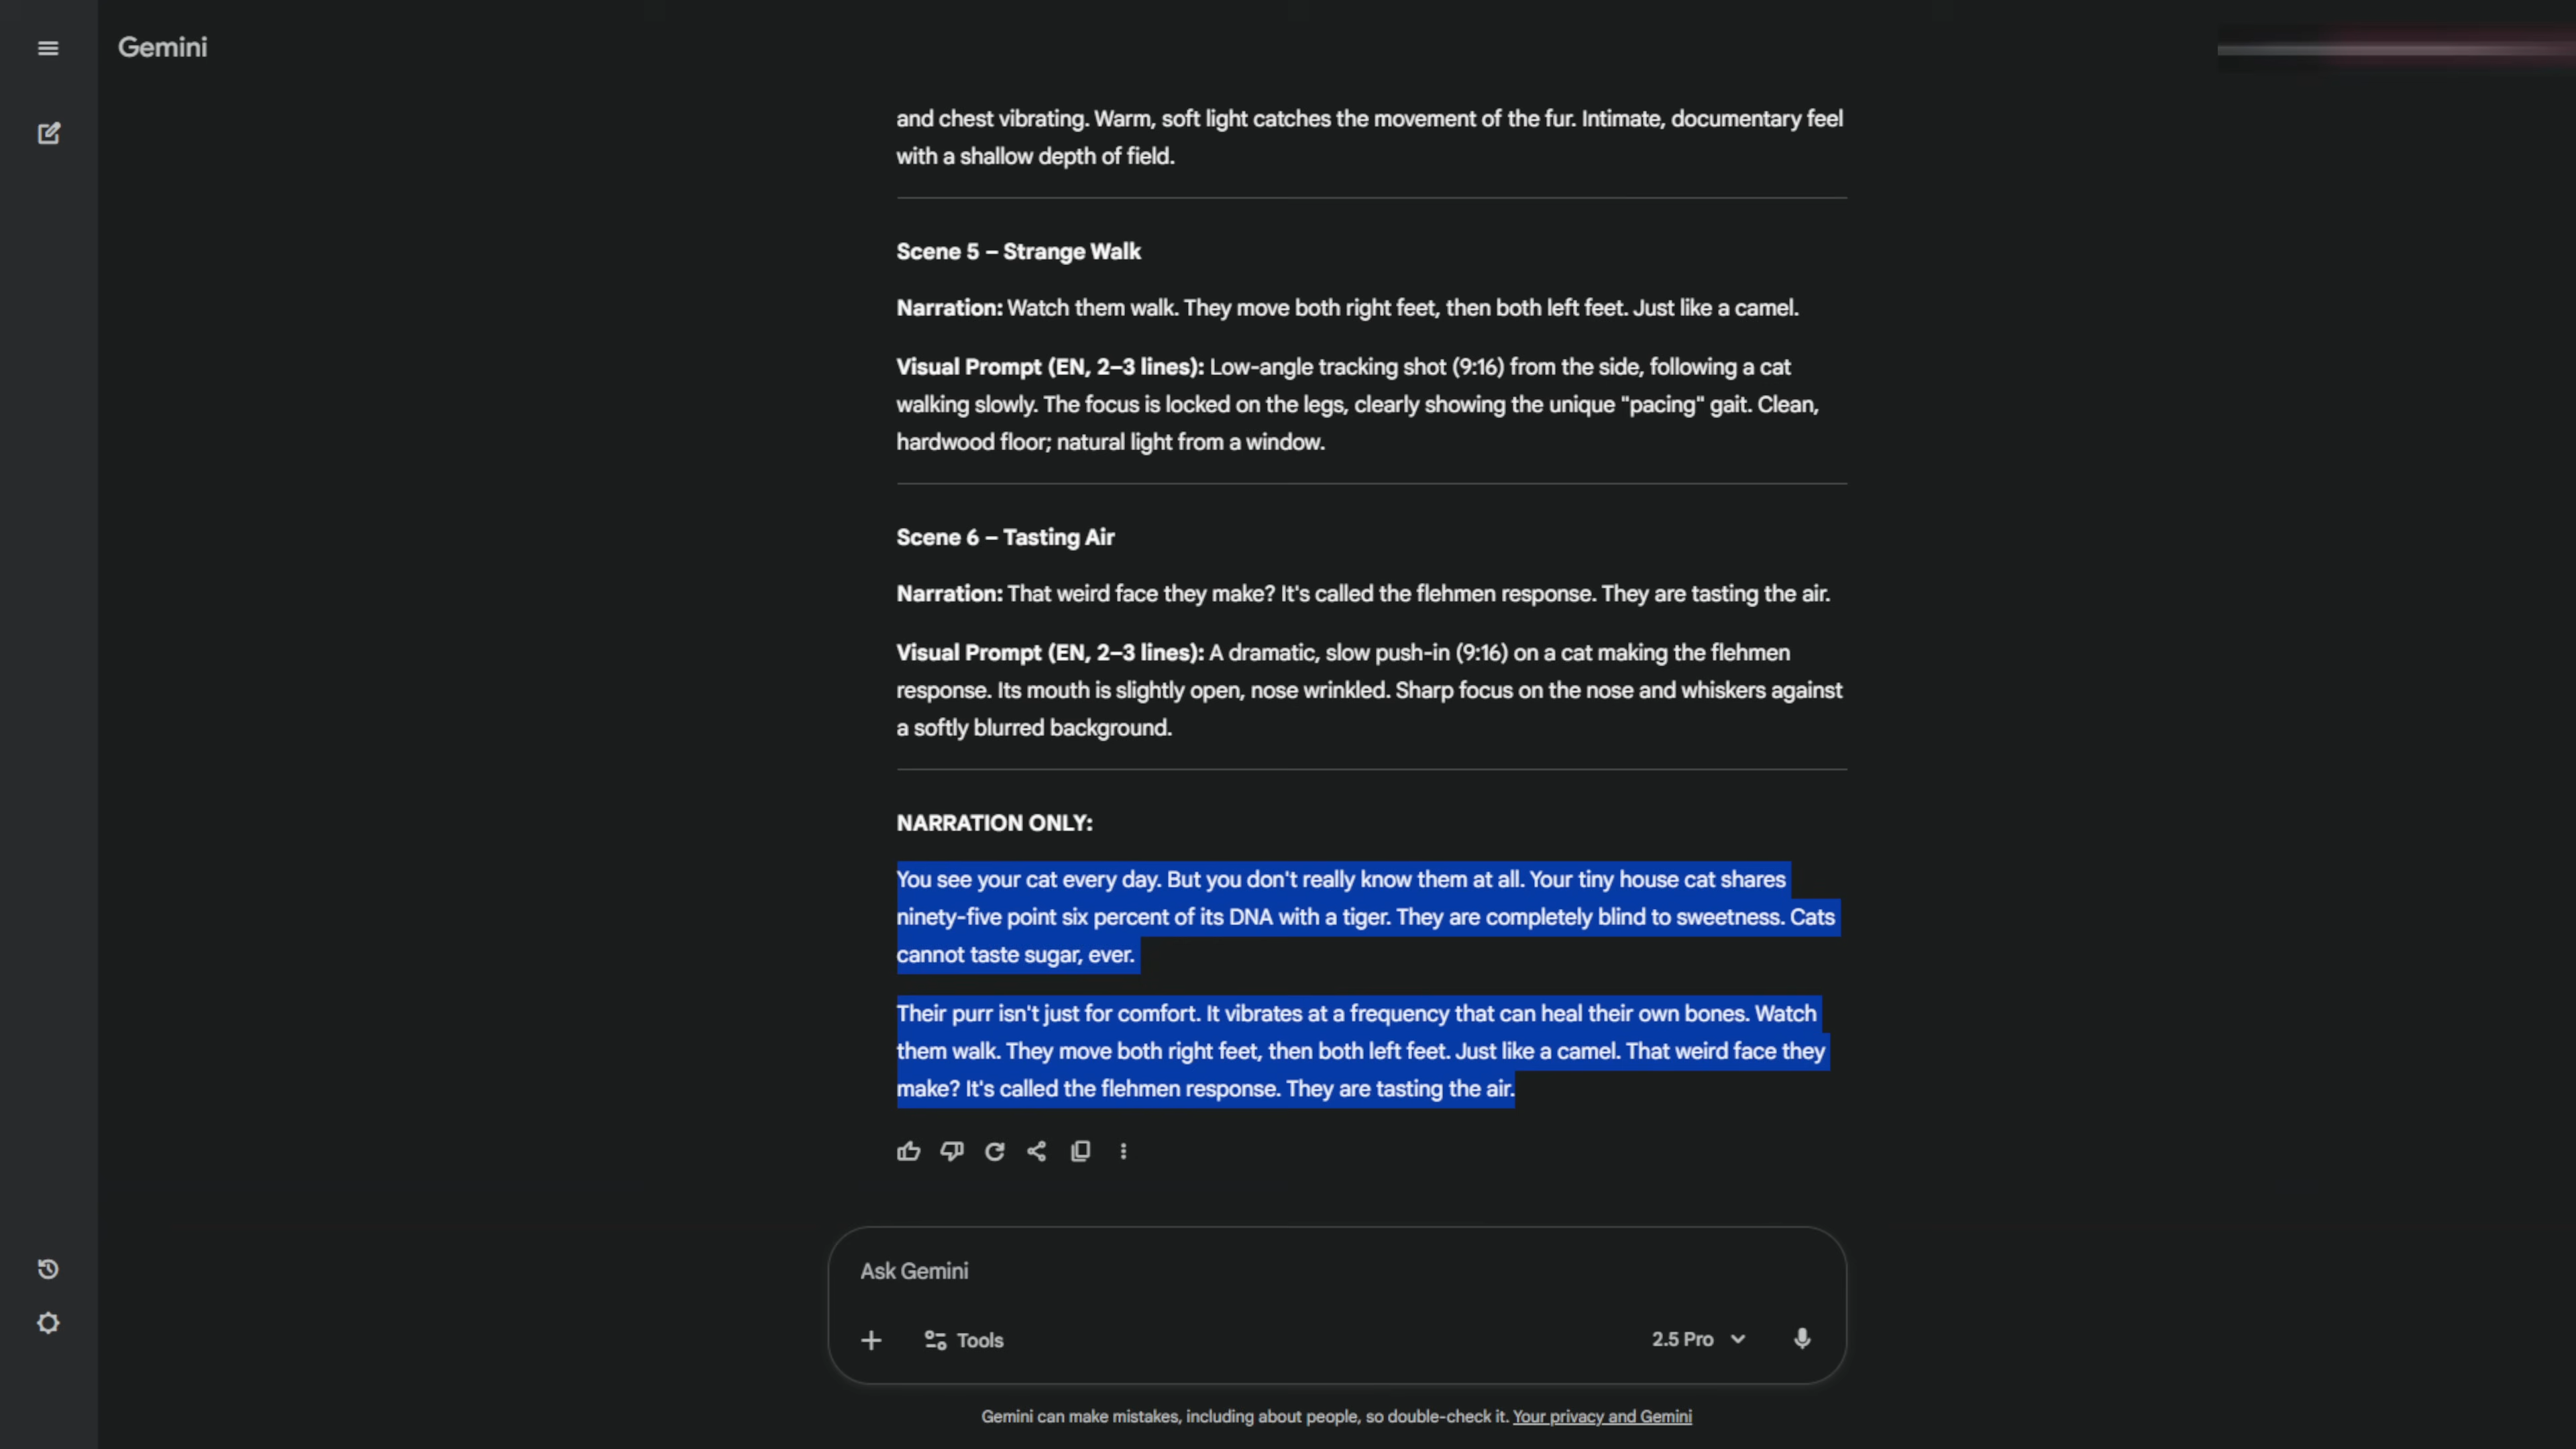 Gemini
and chest vibrating. Warm, soft light catches the movement of the fur. Intimate, documentary feel
with a shallow depth of field.
Scene 5 – Strange Walk
Narration: Watch them walk. They move both right feet, then both left feet. Just like a camel.
Visual Prompt (EN, 2–3 lines): Low-angle tracking shot (9:16) from the side, following a cat
walking slowly. The focus is locked on the legs, clearly showing the unique "pacing" gait. Clean,
hardwood floor; natural light from a window.
Scene 6 – Tasting Air
Narration: That weird face they make? It's called the flehmen response. They are tasting the air.
Visual Prompt (EN, 2–3 lines): A dramatic, slow push-in (9:16) on a cat making the flehmen
response. Its mouth is slightly open, nose wrinkled. Sharp focus on the nose and whiskers against
a softly blurred background.
NARRATION ONLY:
You see your cat every day. But you don't really know them at all. Your tiny house cat shares
ninety-five point six percent of its DNA with a tiger. They are completely blind to sweetness. Cats
cannot taste sugar, ever.
Their purr isn't just for comfort. It vibrates at a frequency that can heal their own bones. Watch
them walk. They move both right feet, then both left feet. Just like a camel. That weird face they
make? It's called the flehmen response. They are tasting the air.
Ask Gemini
Tools
2.5 Pro
Gemini can make mistakes, including about people, so double-check it. Your privacy and Gemini